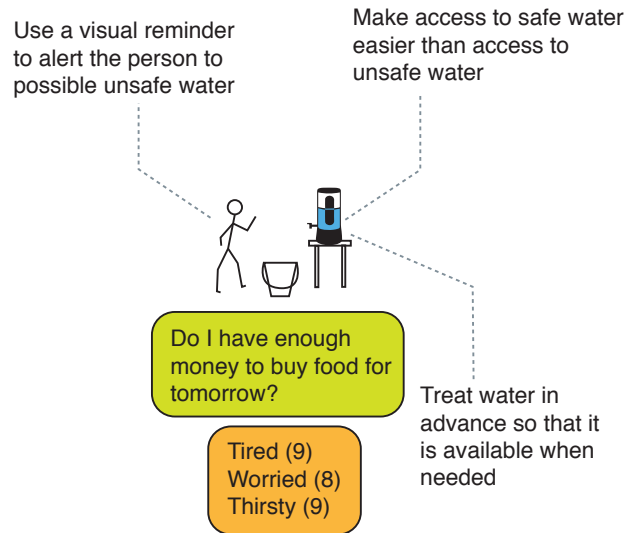 Use a visual reminder
to alert the person to
possible unsafe water
Make access to safe water
easier than access to
unsafe water
Do I have enough
money to buy food for
tomorrow?
Treat water in
advance so that it
is available when
needed
Tired (9)
Worried (8)
Thirsty (9)